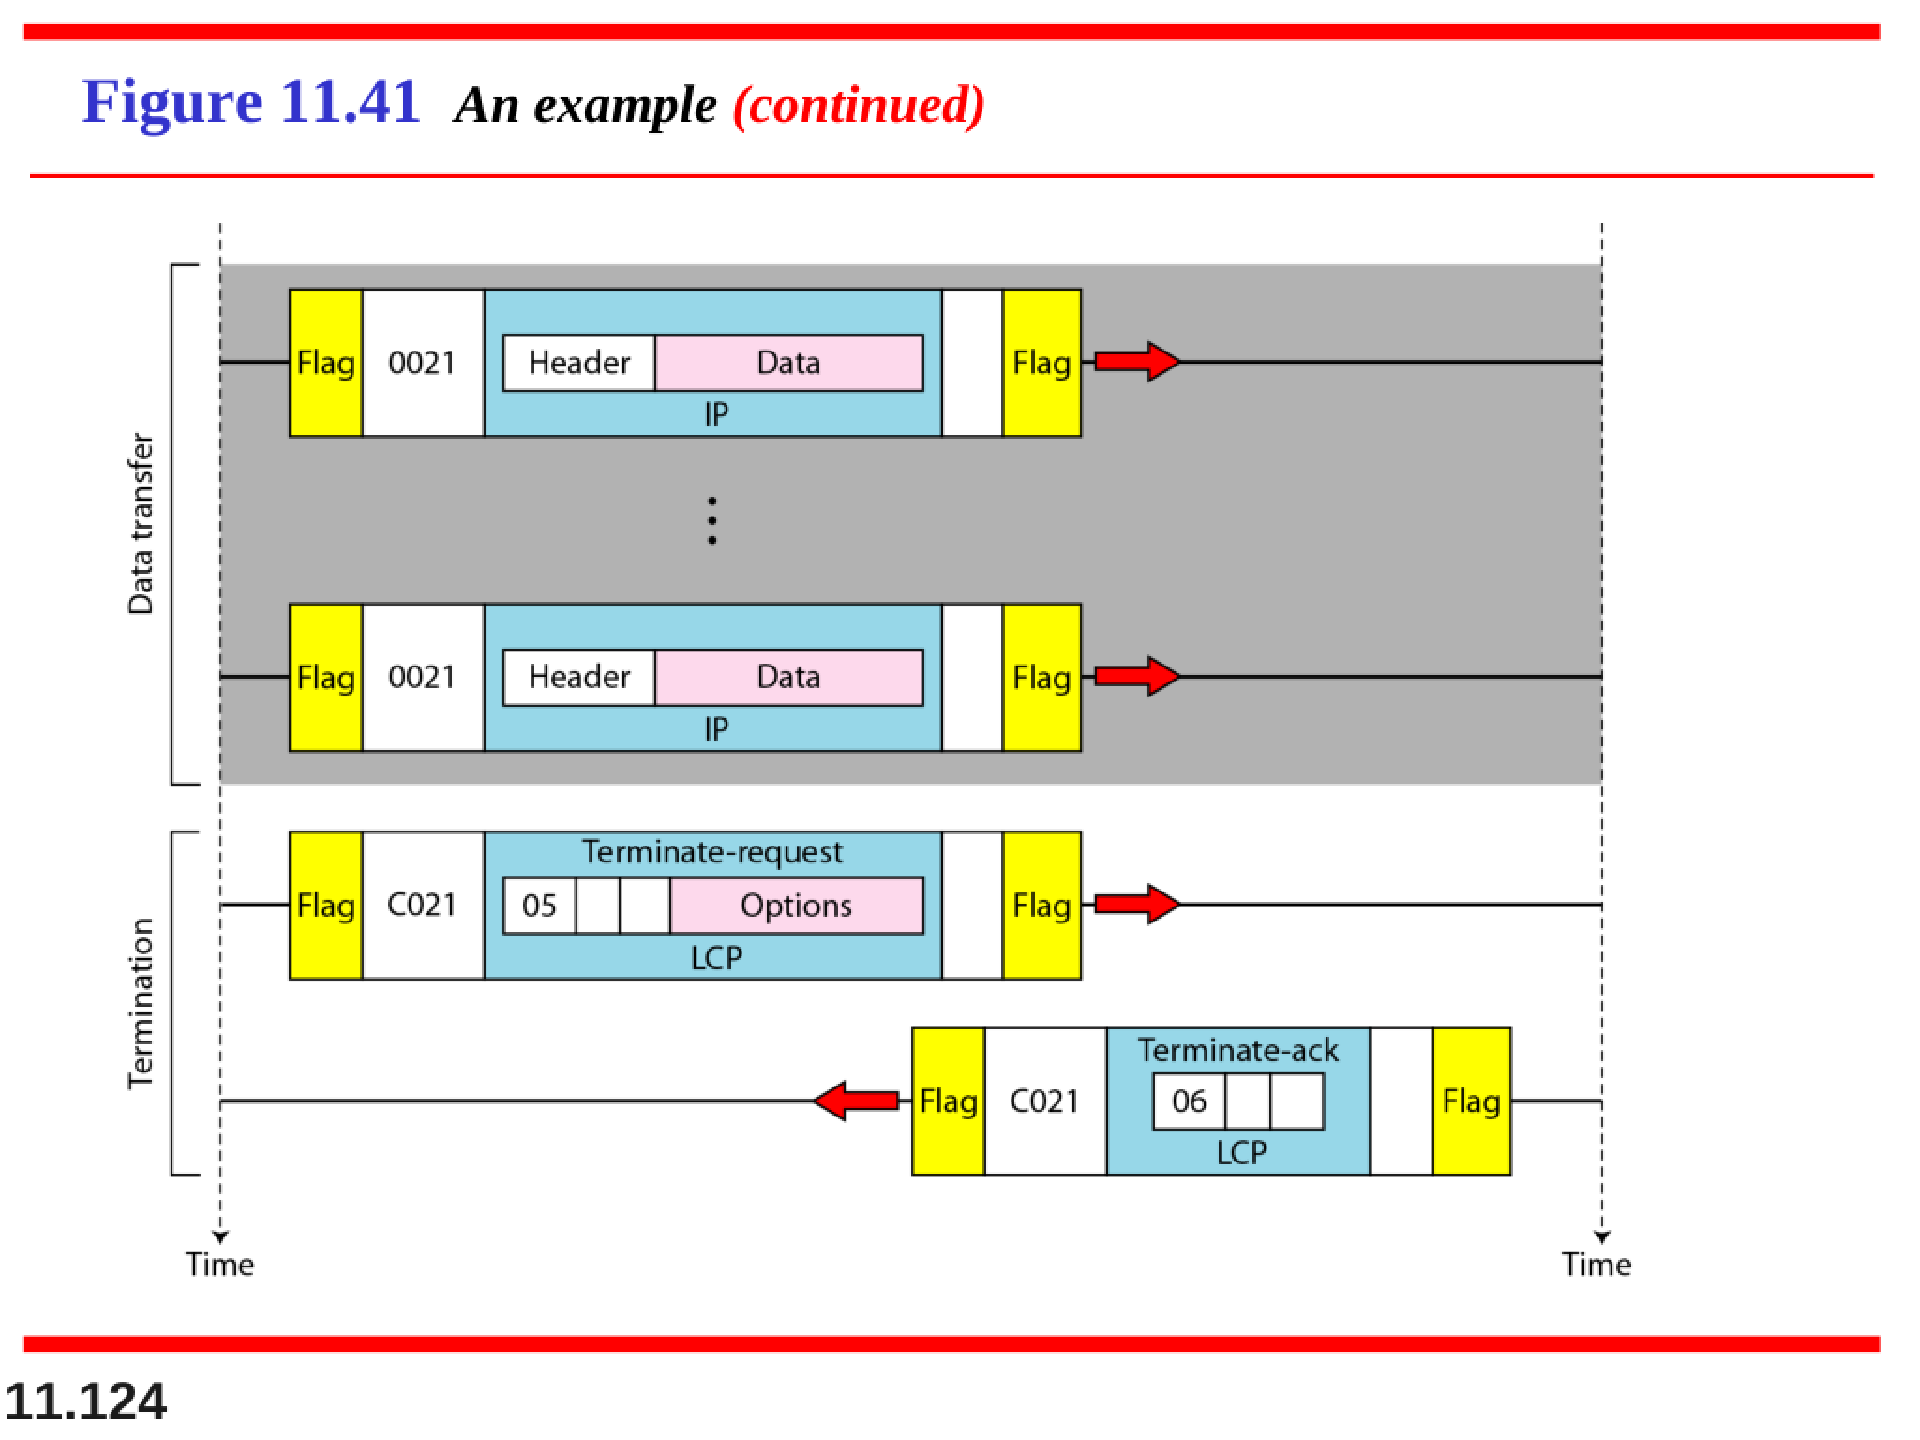 Figure 11.41 An example (continued)
Data transfer
Flag 0021 Header Data Flag
IP
Flag 0021 Header Data Flag
IP
Termination
Terminate-request
Flag C021 05 Options Flag
LCP
Terminate-ack
Flag C021 06 Flag
LCP
Time Time
11.124